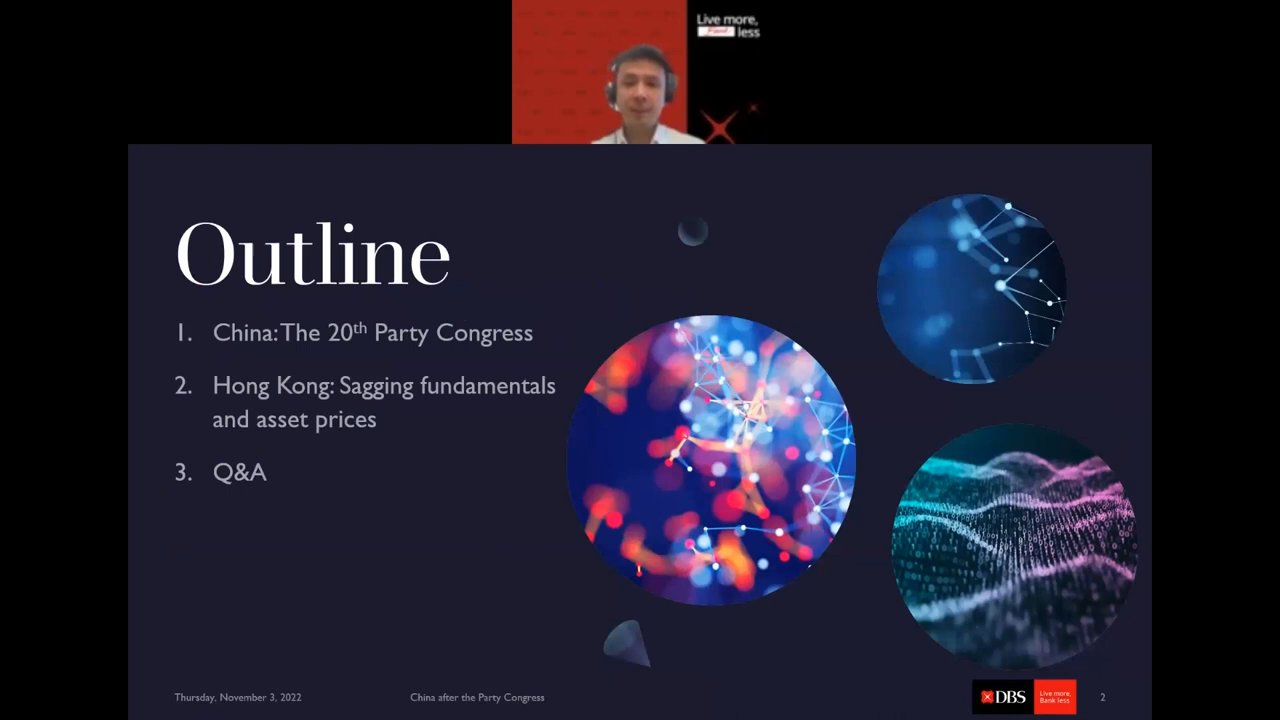 Live more,
Bank less
Outline
1. China: The 20th Party Congress
2. Hong Kong: Sagging fundamentals
and asset prices
3. Q&A
Thursday, November 3, 2022
China after the Party Congress
DBS
Live more,
Bank less
2